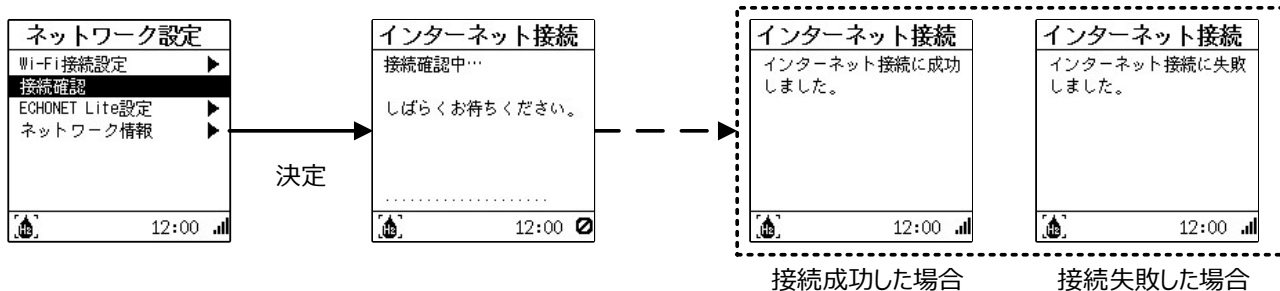 ネットワーク設定
Wi-Fi接続設定
接続確認
ECHONET Lite設定
ネットワーク情報
12:00
決定
インターネット接続
接続確認中…
しばらくお待ちください。
....................
12:00
インターネット接続
インターネット接続に成功
しました。
12:00
接続成功した場合
インターネット接続
インターネット接続に失敗
しました。
12:00
接続失敗した場合